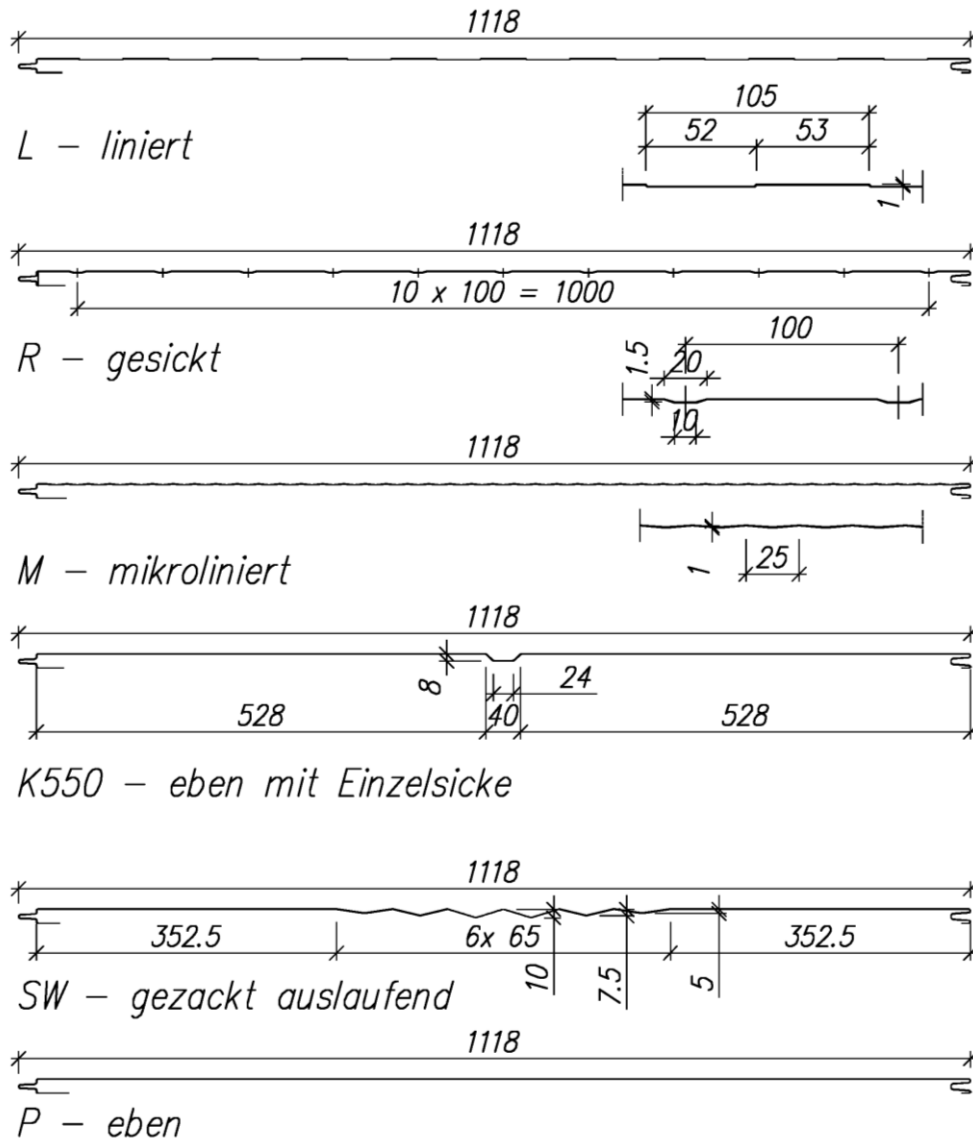 1118
L – liniert
105
52 53
1
1118
10 x 100 = 1000
R – gesickt
100
1.5 20
10
1118
M – mikroliniert
1 25
1118
8 24
528 40 528
K550 – eben mit Einzelsicke
1118
352.5 6x 65 352.5
10 7.5 5
SW – gezackt auslaufend
1118
P – eben